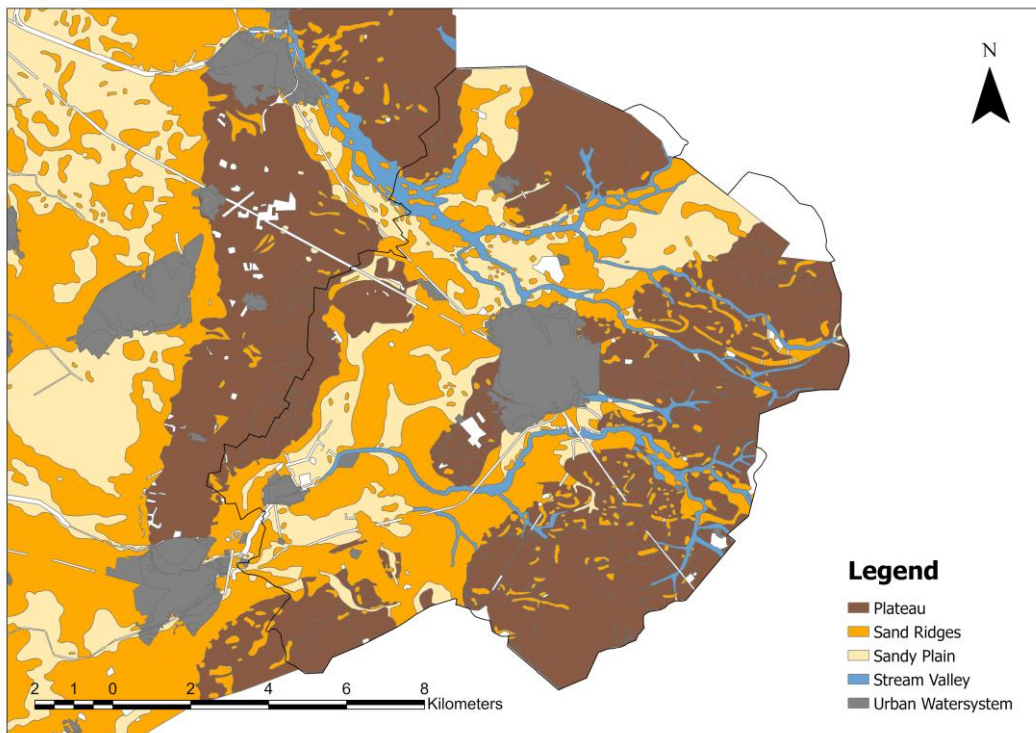 N
Legend
Plateau
Sand Ridges
Sandy Plain
Stream Valley
Urban Watersystem
2 1 0 2 4 6 8
Kilometers